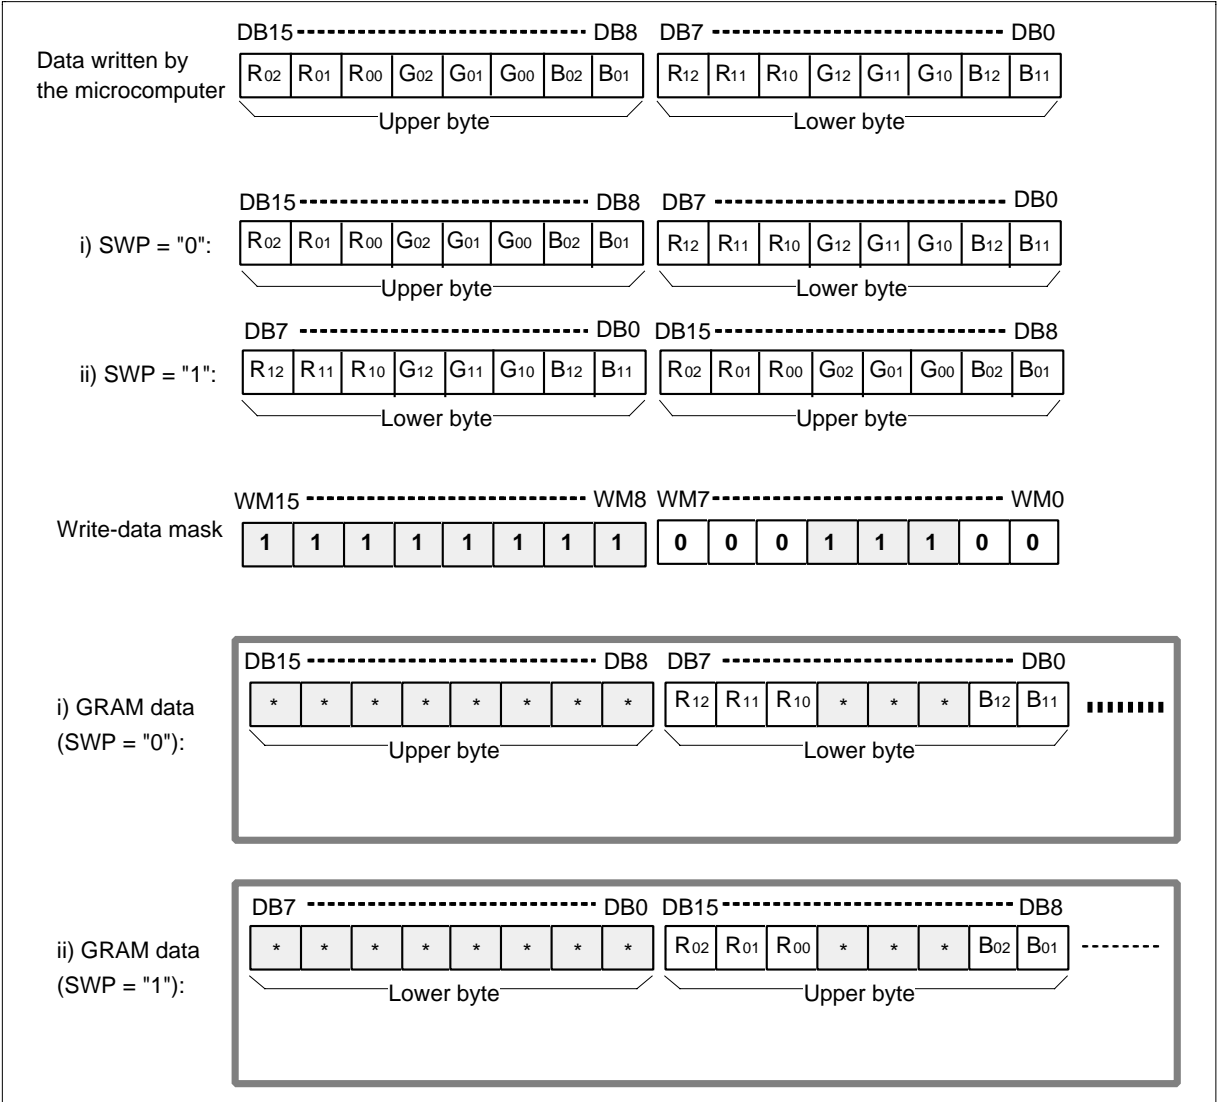 DB15 DB8 DB7 DB0
Data written by
the microcomputer
R02 R01 R00 G02 G01 G00 B02 B01 R12 R11 R10 G12 G11 G10 B12 B11
Upper byte Lower byte
DB15 DB8 DB7 DB0
i) SWP = "0":
R02 R01 R00 G02 G01 G00 B02 B01 R12 R11 R10 G12 G11 G10 B12 B11
Upper byte Lower byte
DB7 DB0 DB15 DB8
ii) SWP = "1":
R12 R11 R10 G12 G11 G10 B12 B11 R02 R01 R00 G02 G01 G00 B02 B01
Lower byte Upper byte
WM15 WM8 WM7 WM0
Write-data mask
1 1 1 1 1 1 1 1 0 0 0 1 1 1 0 0
DB15 DB8 DB7 DB0
i) GRAM data
(SWP = "0"):
* * * * * * * * R12 R11 R10 * * * B12 B11
Upper byte Lower byte
DB7 DB0 DB15 DB8
ii) GRAM data
(SWP = "1"):
* * * * * * * * R02 R01 R00 * * * B02 B01
Lower byte Upper byte